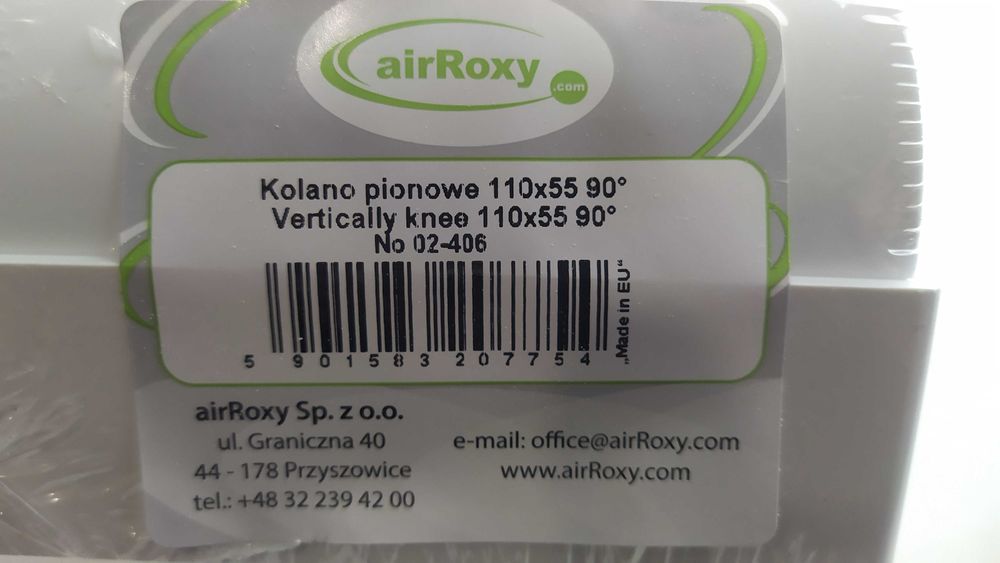 airRoxy
.com
Kolano pionowe 110x55 90°
Vertically knee 110x55 90°
No 02-406
„Made in EU“
5 901583 207754
airRoxy Sp. z o.o.
ul. Graniczna 40
44 - 178 Przyszowice
tel.: +48 32 239 42 00
e-mail: office@airRoxy.com
www.airRoxy.com